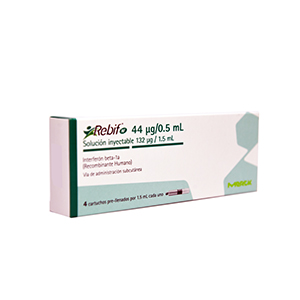 Rebif® 44 µg/0.5 mL
Solución inyectable 132 µg / 1.5 mL
Interferón beta-1a
(Recombinante Humano)
Vía de administración subcutánea
4 cartuchos pre-llenados por 1.5 mL cada uno
MERCK